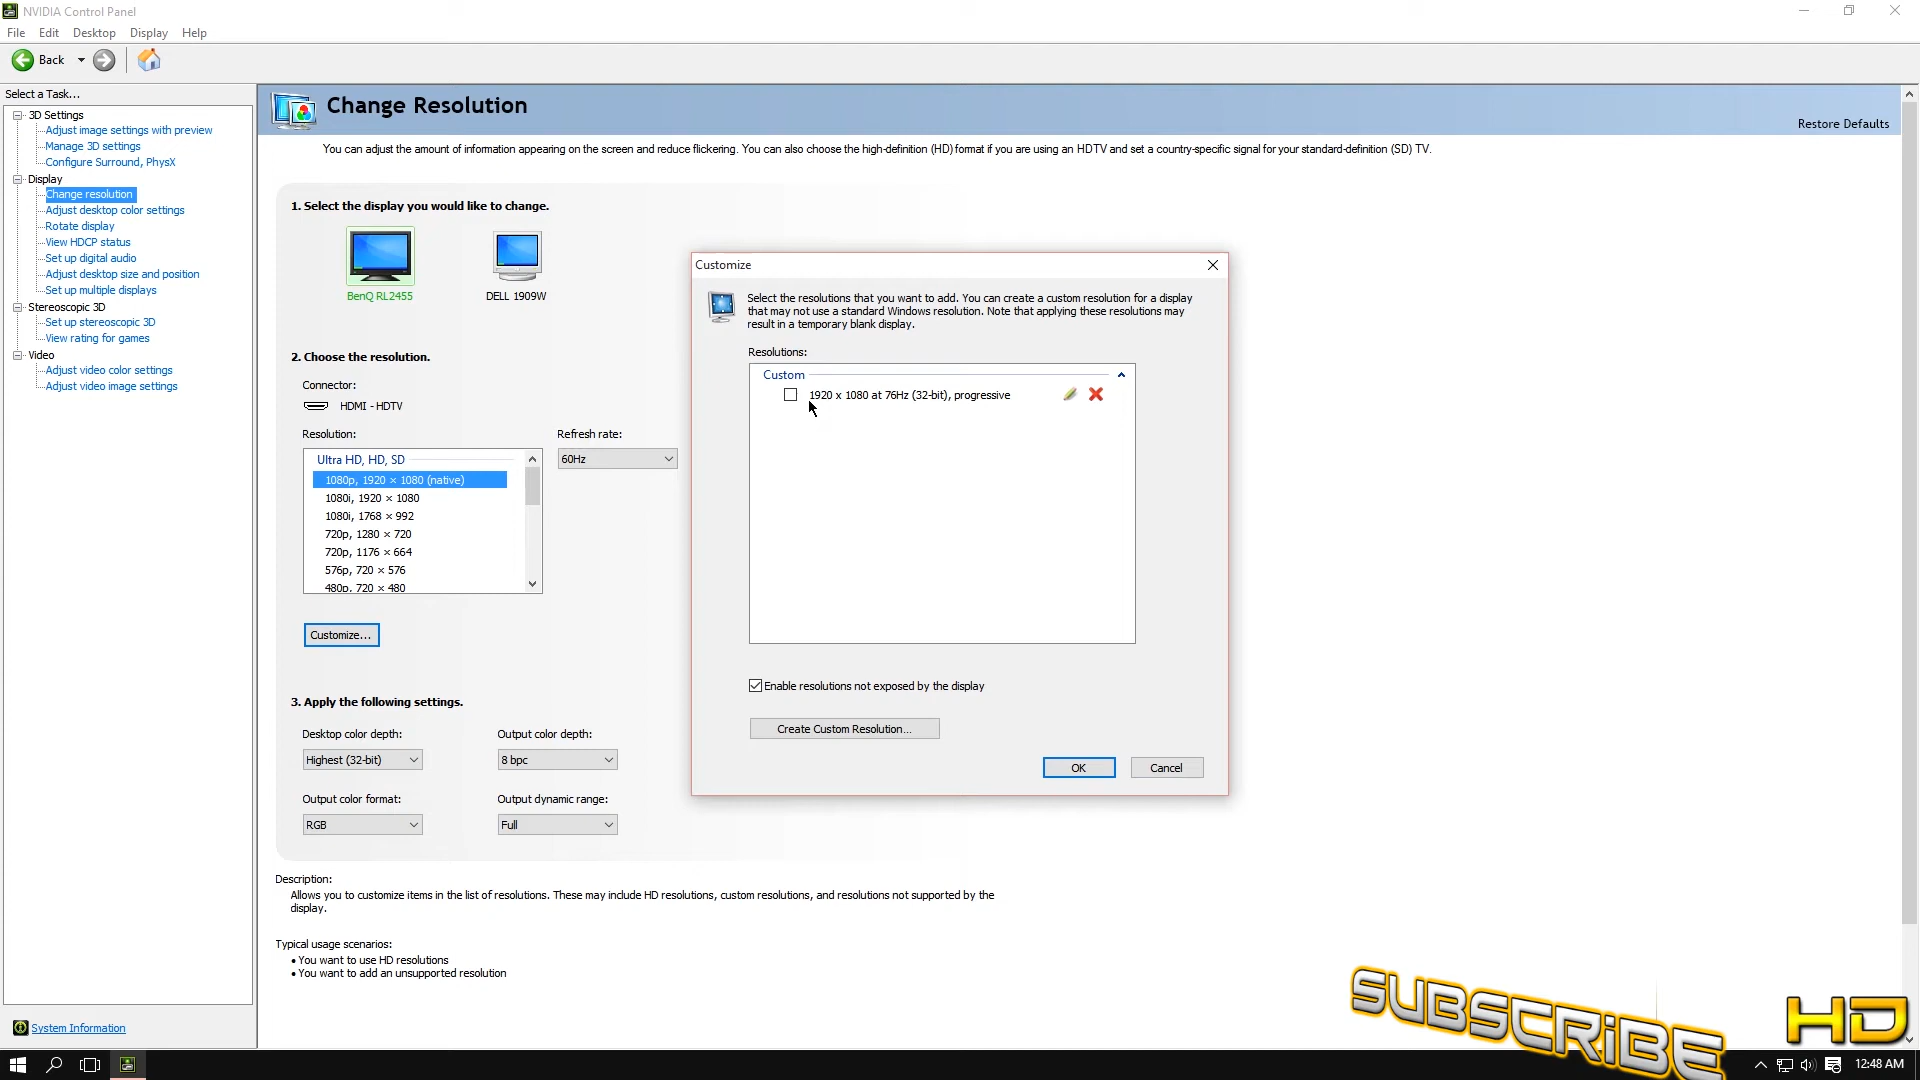 NVIDIA Control Panel
File Edit Desktop Display Help
Back
Select a Task...
3D Settings
Adjust image settings with preview
Manage 3D settings
Configure Surround, PhysX
Display
Change resolution
Adjust desktop color settings
Rotate display
View HDCP status
Set up digital audio
Adjust desktop size and position
Set up multiple displays
Stereoscopic 3D
Set up stereoscopic 3D
View rating for games
Video
Adjust video color settings
Adjust video image settings
System Information
Change Resolution
Restore Defaults
You can adjust the amount of information appearing on the screen and reduce flickering. You can also choose the high-definition (HD) format if you are using an HDTV and set a country-specific signal for your standard-definition (SD) TV.
1. Select the display you would like to change.
BenQ RL2455
DELL 1909W
2. Choose the resolution.
Connector:
HDMI - HDTV
Resolution:
Ultra HD, HD, SD
1080p, 1920 × 1080 (native)
1080i, 1920 × 1080
1080i, 1768 × 992
720p, 1280 × 720
720p, 1176 × 664
576p, 720 × 576
480p, 720 × 480
Refresh rate:
60Hz
Customize...
3. Apply the following settings.
Desktop color depth:
Highest (32-bit)
Output color depth:
8 bpc
Output color format:
RGB
Output dynamic range:
Full
Description:
Allows you to customize items in the list of resolutions. These may include HD resolutions, custom resolutions, and resolutions not supported by the
display.
Typical usage scenarios:
• You want to use HD resolutions
• You want to add an unsupported resolution
Customize
Select the resolutions that you want to add. You can create a custom resolution for a display
that may not use a standard Windows resolution. Note that applying these resolutions may
result in a temporary blank display.
Resolutions:
Custom
1920 x 1080 at 76Hz (32-bit), progressive
Enable resolutions not exposed by the display
Create Custom Resolution...
OK
Cancel
SUBSCRiBE
HD
12:48 AM